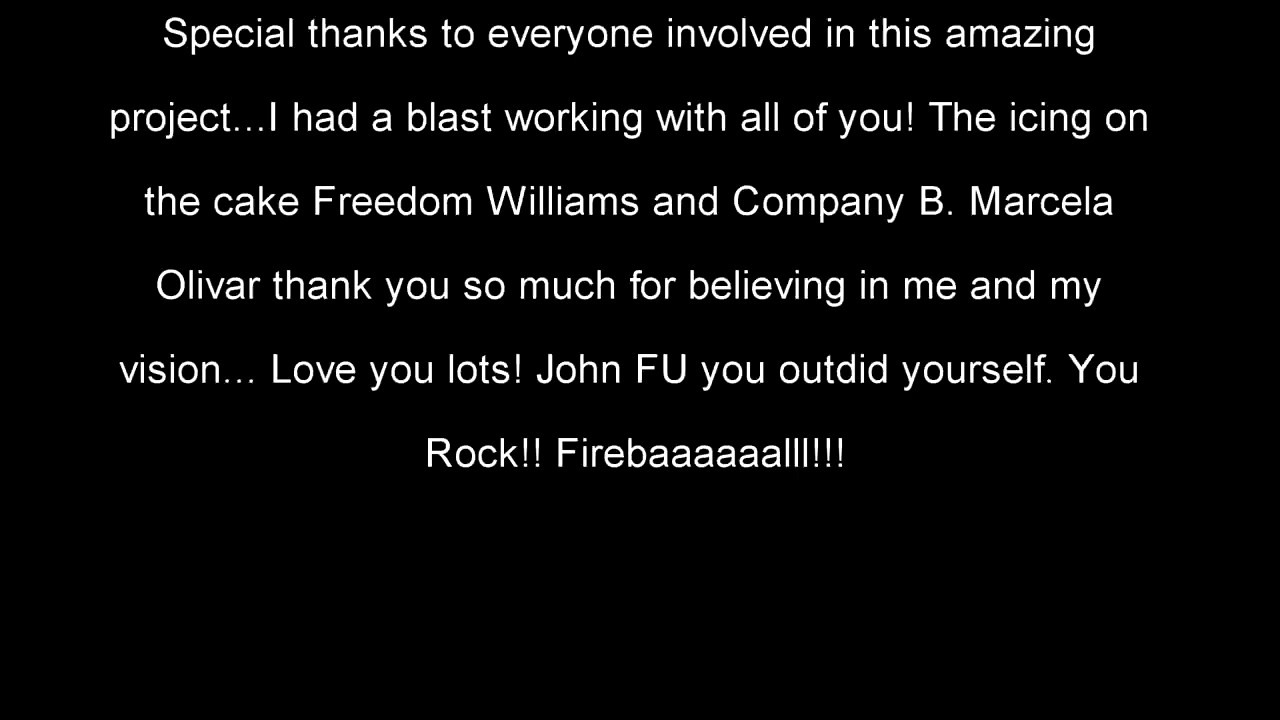 Special thanks to everyone involved in this amazing
project...I had a blast working with all of you! The icing on
the cake Freedom Williams and Company B. Marcela
Olivar thank you so much for believing in me and my
vision... Love you lots! John FU you outdid yourself. You
Rock!! Firebaaaaaalll!!!